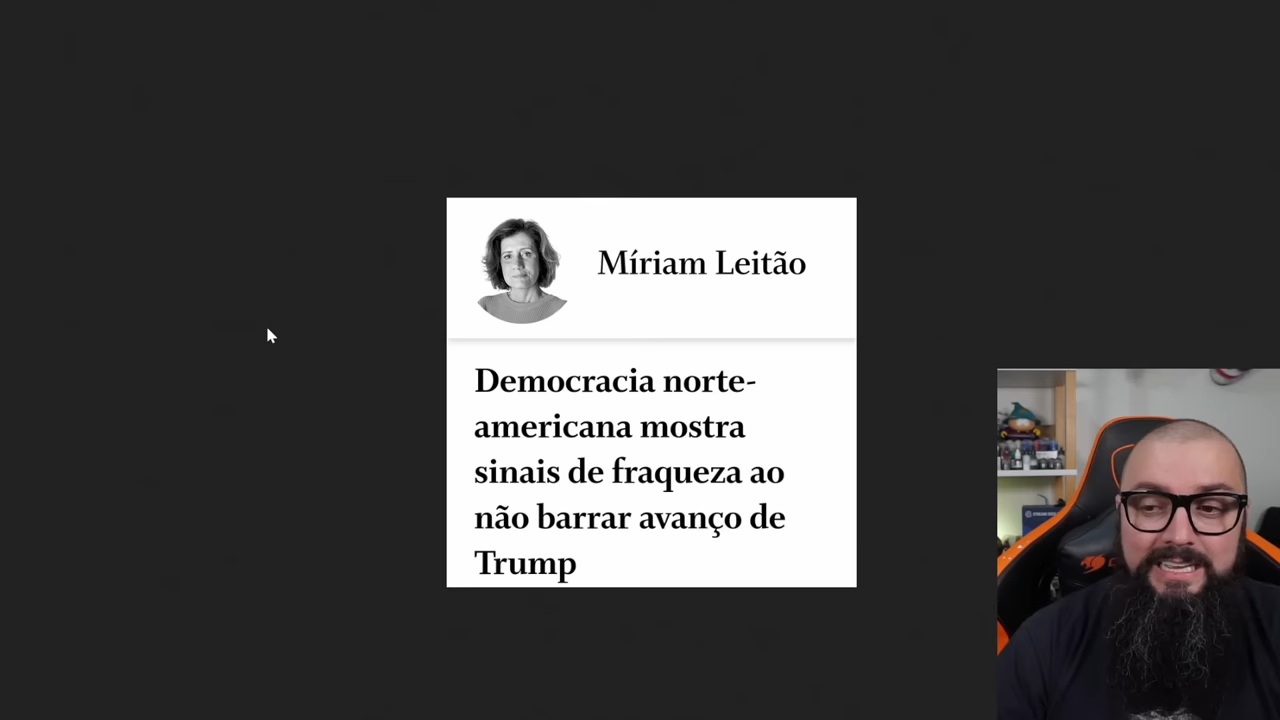 Míriam Leitão
Democracia norte-
americana mostra
sinais de fraqueza ao
não barrar avanço de
Trump